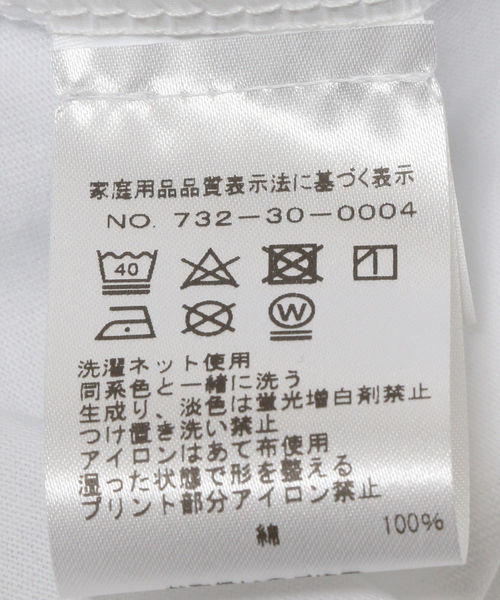 家庭用品品質表示法に基づく表示
NO. 732-30-0004
40
W
洗濯ネット使用
同系色と一緒に洗う
生成り、淡色は蛍光増白剤禁止
つけ置き洗い禁止
アイロンはあて布使用
湿った状態で形を整える
プリント部分アイロン禁止
綿 100%